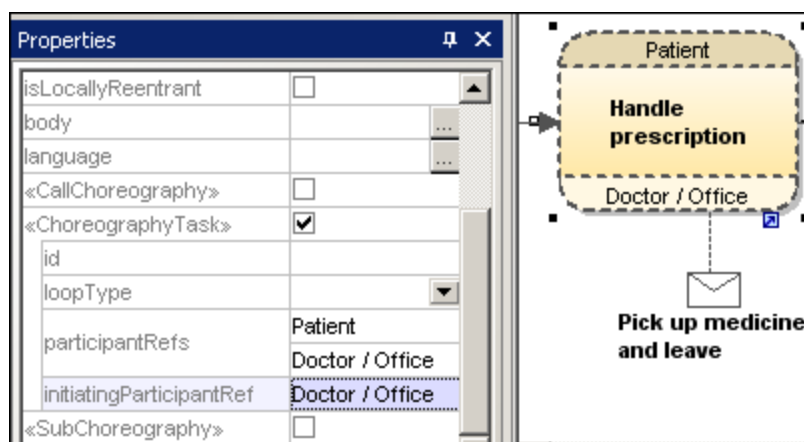 Properties
isLocallyReentrant
body
...
language
...
«CallChoreography»
«ChoreographyTask»
id
loopType
participantRefs
Patient
Doctor / Office
initiatingParticipantRef
Doctor / Office
«SubChoreography»
Patient
Handle
prescription
Doctor / Office
Pick up medicine
and leave